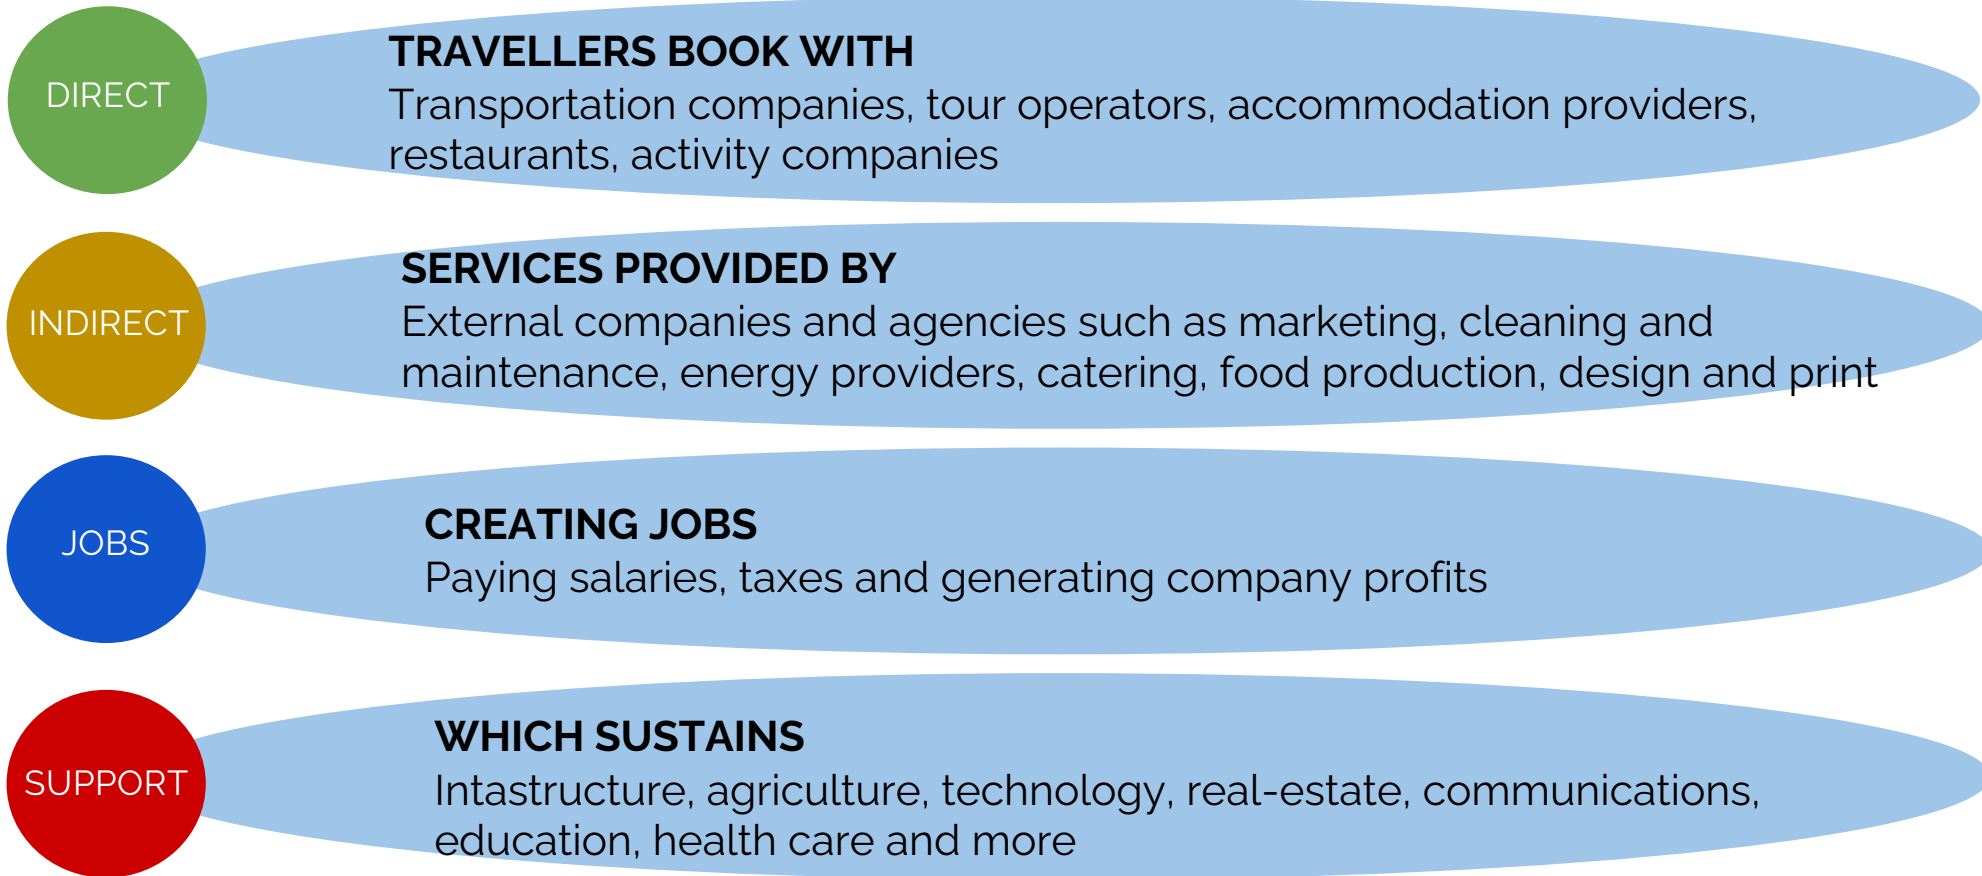 DIRECT
TRAVELLERS BOOK WITH
Transportation companies, tour operators, accommodation providers,
restaurants, activity companies
INDIRECT
SERVICES PROVIDED BY
External companies and agencies such as marketing, cleaning and
maintenance, energy providers, catering, food production, design and print
JOBS
CREATING JOBS
Paying salaries, taxes and generating company profits
SUPPORT
WHICH SUSTAINS
Intastructure, agriculture, technology, real-estate, communications,
education, health care and more